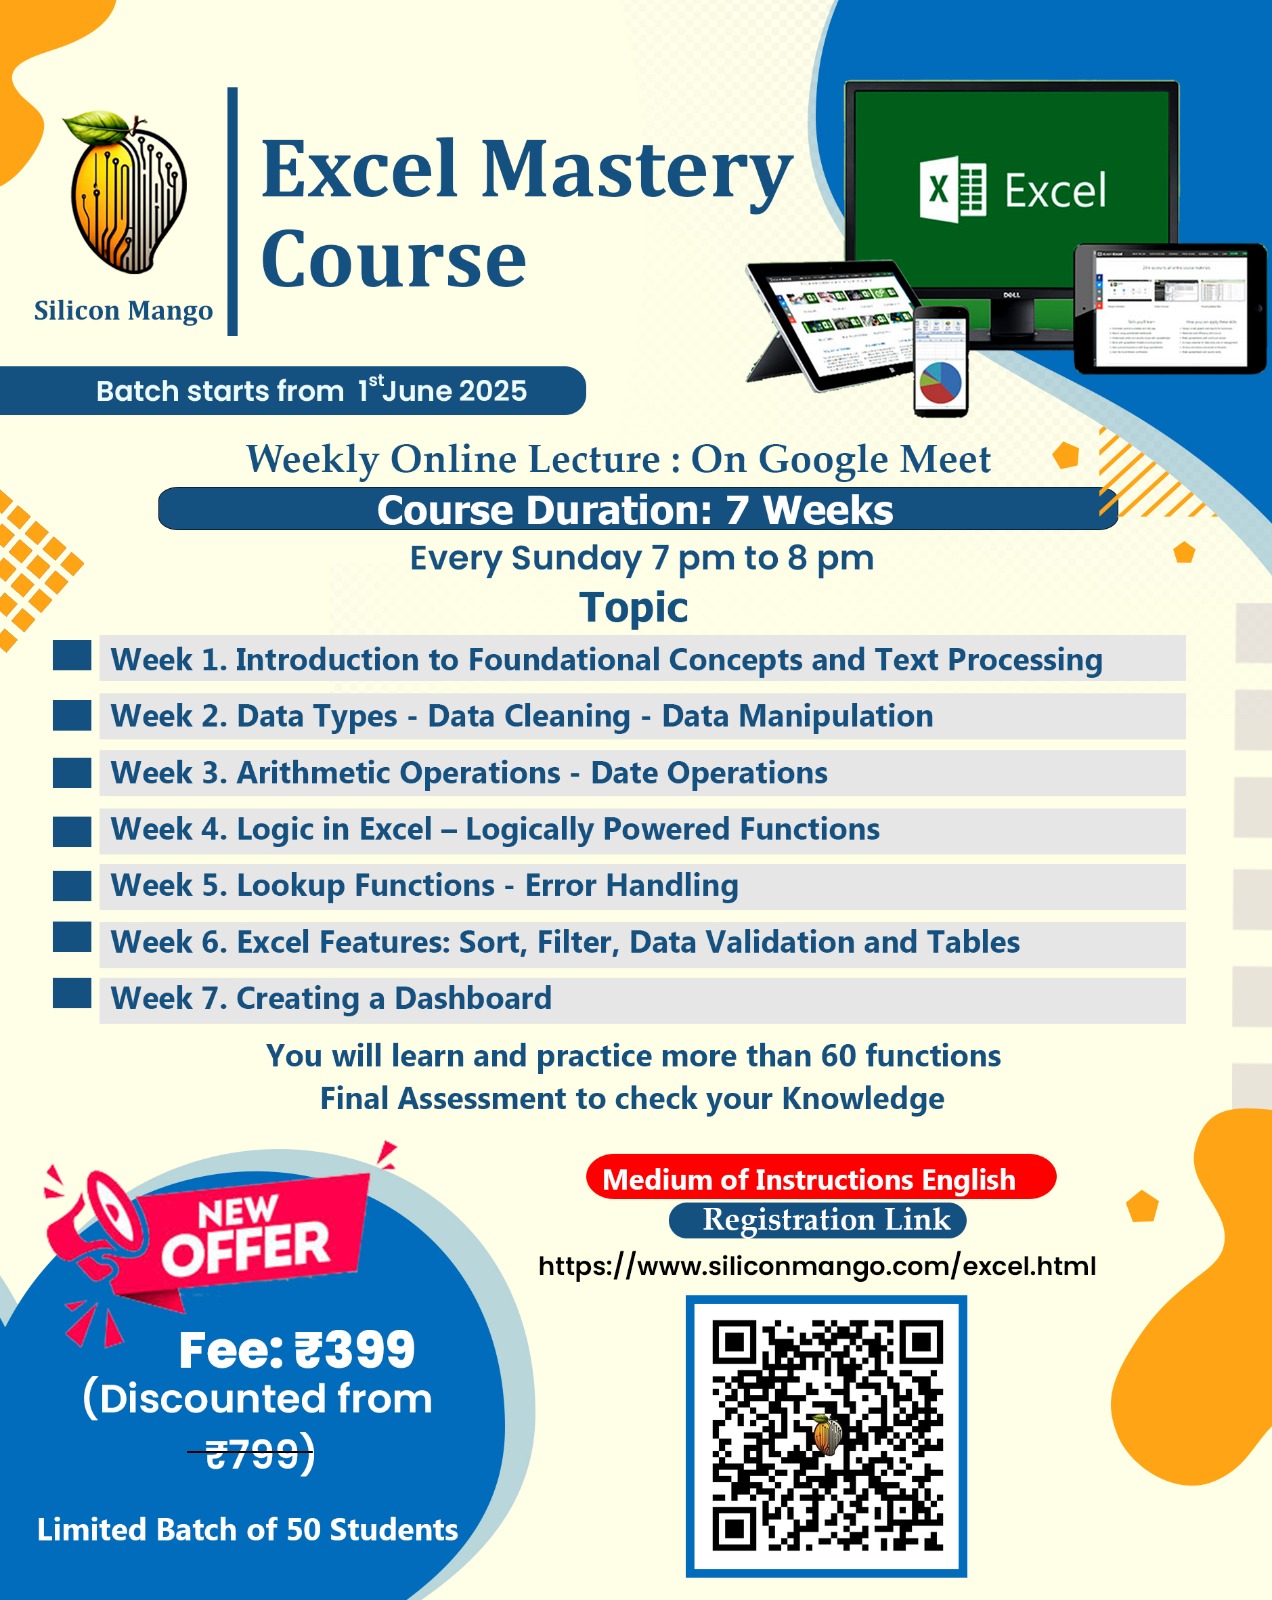 Excel Mastery
Course
Silicon Mango
Excel
DELL
Batch starts from 1st June 2025
Weekly Online Lecture : On Google Meet
Course Duration: 7 Weeks
Every Sunday 7 pm to 8 pm
Topic
Week 1. Introduction to Foundational Concepts and Text Processing
Week 2. Data Types - Data Cleaning - Data Manipulation
Week 3. Arithmetic Operations - Date Operations
Week 4. Logic in Excel – Logically Powered Functions
Week 5. Lookup Functions - Error Handling
Week 6. Excel Features: Sort, Filter, Data Validation and Tables
Week 7. Creating a Dashboard
You will learn and practice more than 60 functions
Final Assessment to check your Knowledge
NEW
OFFER
Fee: ₹399
(Discounted from
₹799)
Limited Batch of 50 Students
Medium of Instructions English
Registration Link
https://www.siliconmango.com/excel.html